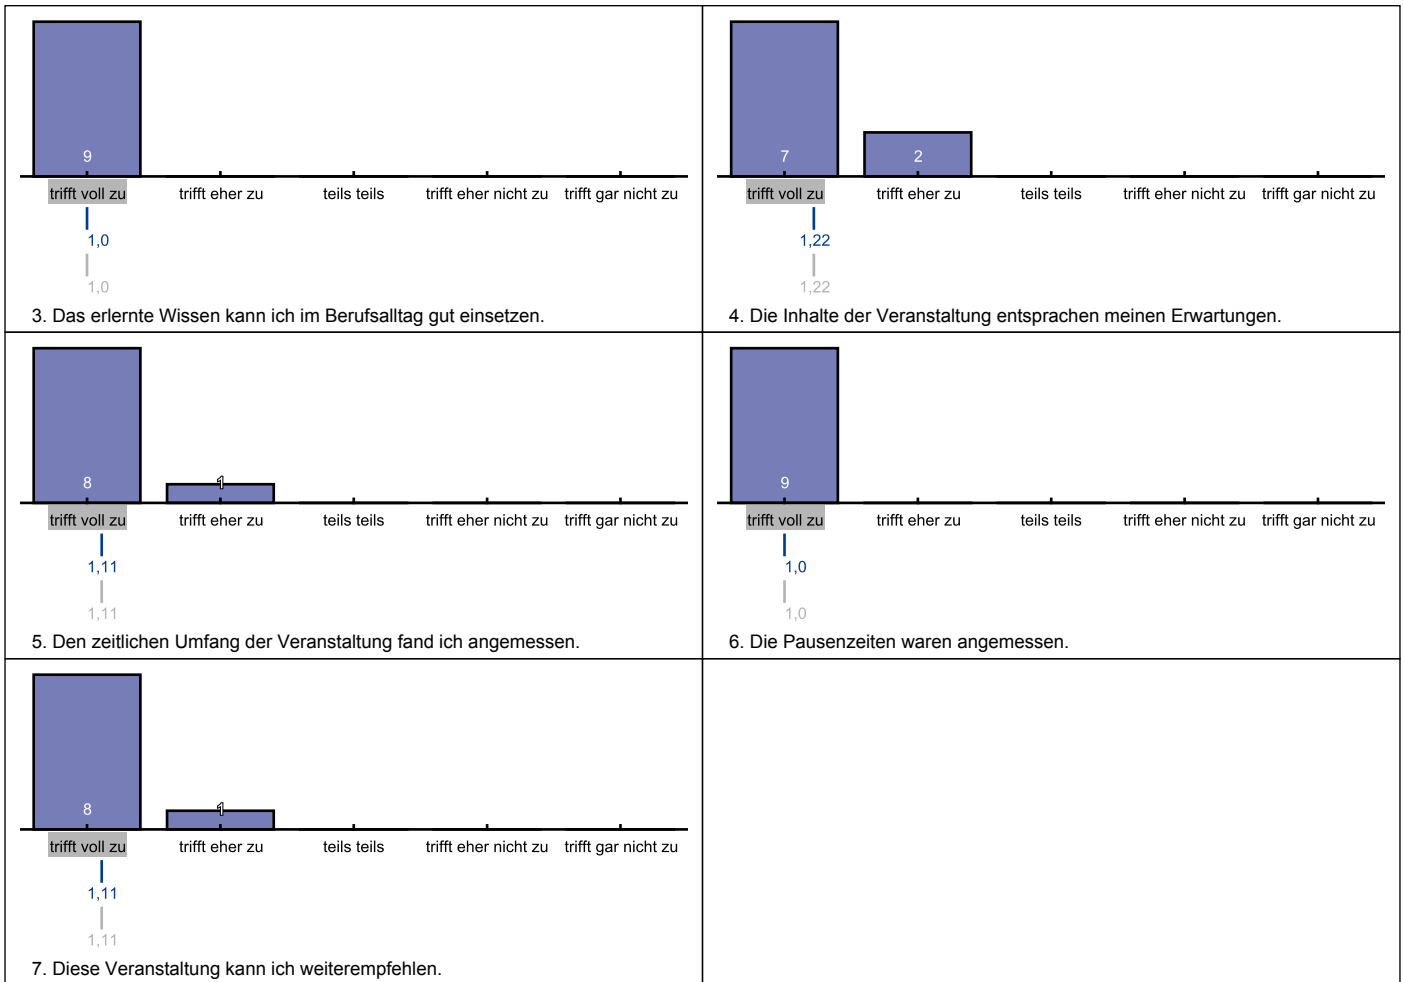 9
trifft voll zu trifft eher zu teils teils trifft eher nicht zu trifft gar nicht zu
1,0
1,0
3. Das erlernte Wissen kann ich im Berufsalltag gut einsetzen.
7 2
trifft voll zu trifft eher zu teils teils trifft eher nicht zu trifft gar nicht zu
1,22
1,22
4. Die Inhalte der Veranstaltung entsprachen meinen Erwartungen.
8 1
trifft voll zu trifft eher zu teils teils trifft eher nicht zu trifft gar nicht zu
1,11
1,11
5. Den zeitlichen Umfang der Veranstaltung fand ich angemessen.
9
trifft voll zu trifft eher zu teils teils trifft eher nicht zu trifft gar nicht zu
1,0
1,0
6. Die Pausenzeiten waren angemessen.
8 1
trifft voll zu trifft eher zu teils teils trifft eher nicht zu trifft gar nicht zu
1,11
1,11
7. Diese Veranstaltung kann ich weiterempfehlen.